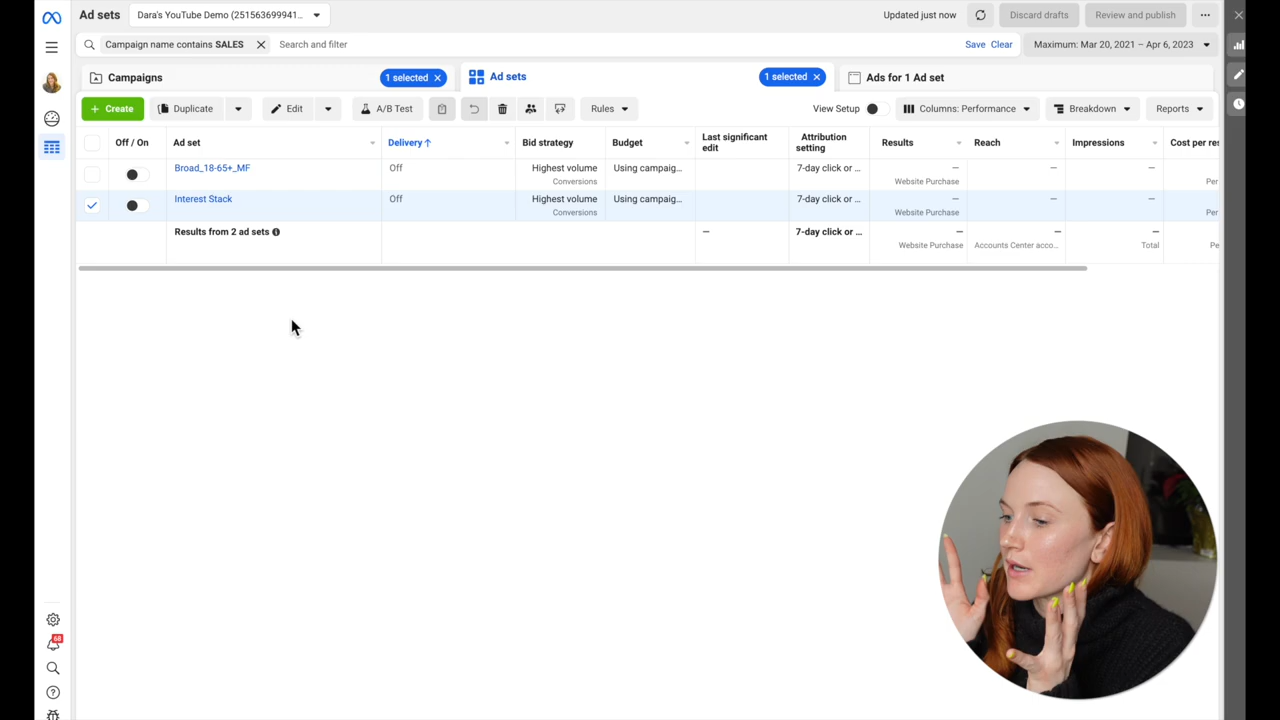 Ad sets
Dara's YouTube Demo (25156369941...
Updated just now
Discard drafts
Review and publish
Campaign name contains SALES
Search and filter
Save Clear
Maximum: Mar 20, 2021 – Apr 6, 2023
Campaigns
1 selected
Ad sets
1 selected
Ads for 1 Ad set
+ Create
Duplicate
Edit
A/B Test
Rules
View Setup
Columns: Performance
Breakdown
Reports
Off / On
Ad set
Delivery ↑
Bid strategy
Budget
Last significant edit
Attribution setting
Results
Reach
Impressions
Cost per res
Broad_18-65+_MF
Off
Highest volume
Conversions
Using campaig...
7-day click or ...
—
Website Purchase
—
—
Per
Interest Stack
Off
Highest volume
Conversions
Using campaig...
7-day click or ...
—
Website Purchase
—
—
Per
Results from 2 ad sets
—
7-day click or ...
—
Website Purchase
—
Accounts Center acco...
—
Total
Pe
68